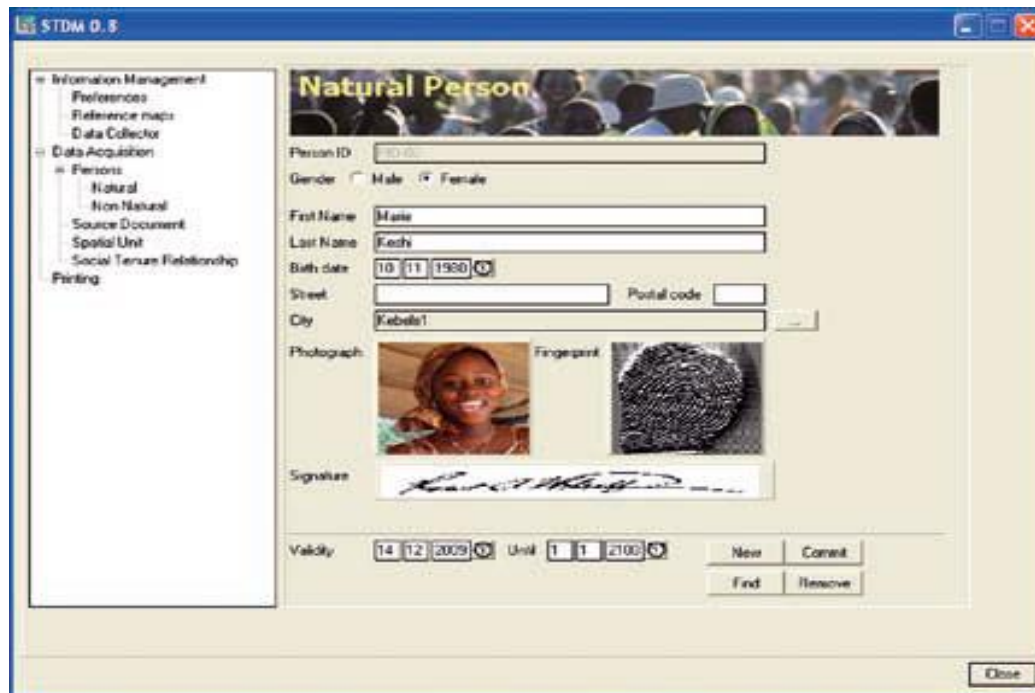 STDM 0.8
Information Management
Preferences
Reference maps
Data Collector
Data Acquisition
Persons
Natural
Non Natural
Source Document
Spatial Unit
Social Tenure Relationship
Printing
Natural Person
Person ID
Gender Male Female
First Name Marie
Last Name Keshi
Birth date 10 11 1980
Street Postal code
City Kebele1 ...
Photograph Fingerprint
Signature
Validity 14 12 2009 Until 1 1 2100 New Commit
Find Remove
Close